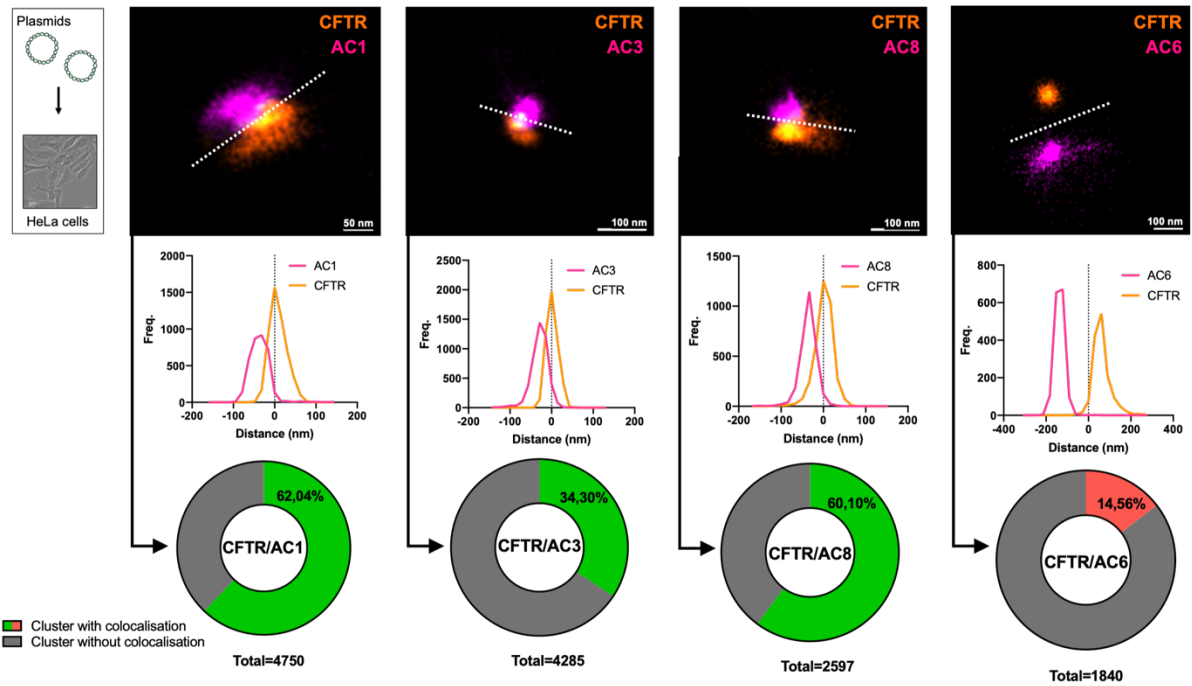 Plasmids
HeLa cells
CFTR
AC1
50 nm
CFTR
AC3
100 nm
CFTR
AC8
100 nm
CFTR
AC6
100 nm
2000
1500
1000
500
0
Freq.
-200 -100 0 100 200
Distance (nm)
AC1
CFTR
2500
2000
1500
1000
500
0
Freq.
-200 -100 0 100 200
Distance (nm)
AC3
CFTR
1500
1000
500
0
Freq.
-200 -100 0 100 200
Distance (nm)
AC8
CFTR
800
600
400
200
0
Freq.
-400 -200 0 200 400
Distance (nm)
AC6
CFTR
62,04%
CFTR/AC1
Total=4750
34,30%
CFTR/AC3
Total=4285
60,10%
CFTR/AC8
Total=2597
14,56%
CFTR/AC6
Total=1840
Cluster with colocalisation
Cluster without colocalisation